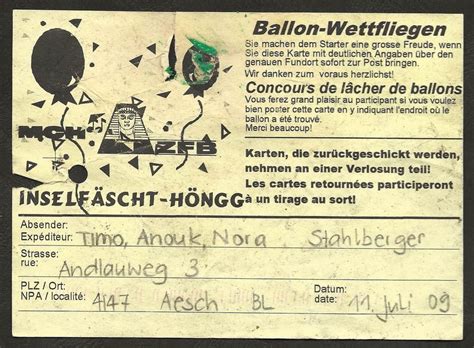 Ballon-Wettfliegen
Sie machen dem Starter eine grosse Freude, wenn
Sie diese Karte mit deutlichen Angaben über den
genauen Fundort sofort zur Post bringen.
Wir danken zum voraus herzlichst!
Concours de lâcher de ballons
Vous ferez grand plaisir au participant si vous voulez
bien poster cette carte en y indiquant l'endroit où le
ballon a été trouvé.
Merci beaucoup!
MCH ZFB
Karten, die zurückgeschickt werden,
nehmen an einer Verlosung teil!
Les cartes retournées participeront
à un tirage au sort!
INSELFÄSCHT-HÖNGG
Absender:
Expéditeur: Timo, Anouk, Nora Stahlberger
Strasse:
rue: Andlauweg 3
PLZ / Ort: Datum:
NPA / localité: 4147 Aesch BL date: 11. Juli 09